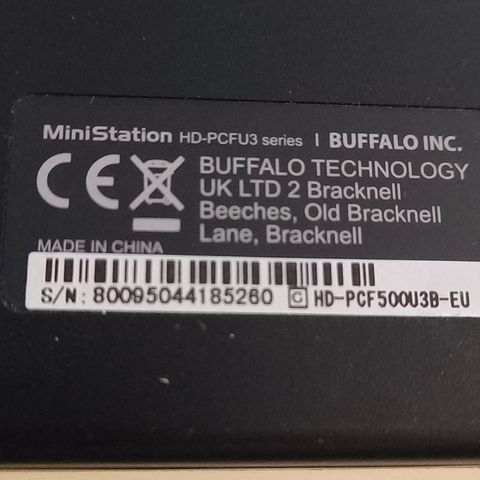 MiniStation HD-PCFU3 series | BUFFALO INC.
BUFFALO TECHNOLOGY
UK LTD 2 Bracknell
Beeches, Old Bracknell
Lane, Bracknell
CE
MADE IN CHINA
S/N: 80095044185260 C HD-PCF500U3B-EU